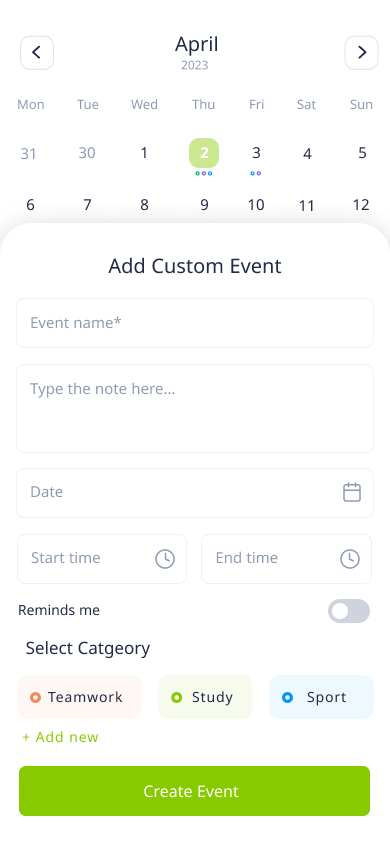 April
2023
Mon Tue Wed Thu Fri Sat Sun
31 30 1 2 3 4 5
6 7 8 9 10 11 12
Add Custom Event
Event name*
Type the note here...
Date
Start time End time
Reminds me
Select Catgeory
Teamwork Study Sport
+ Add new
Create Event